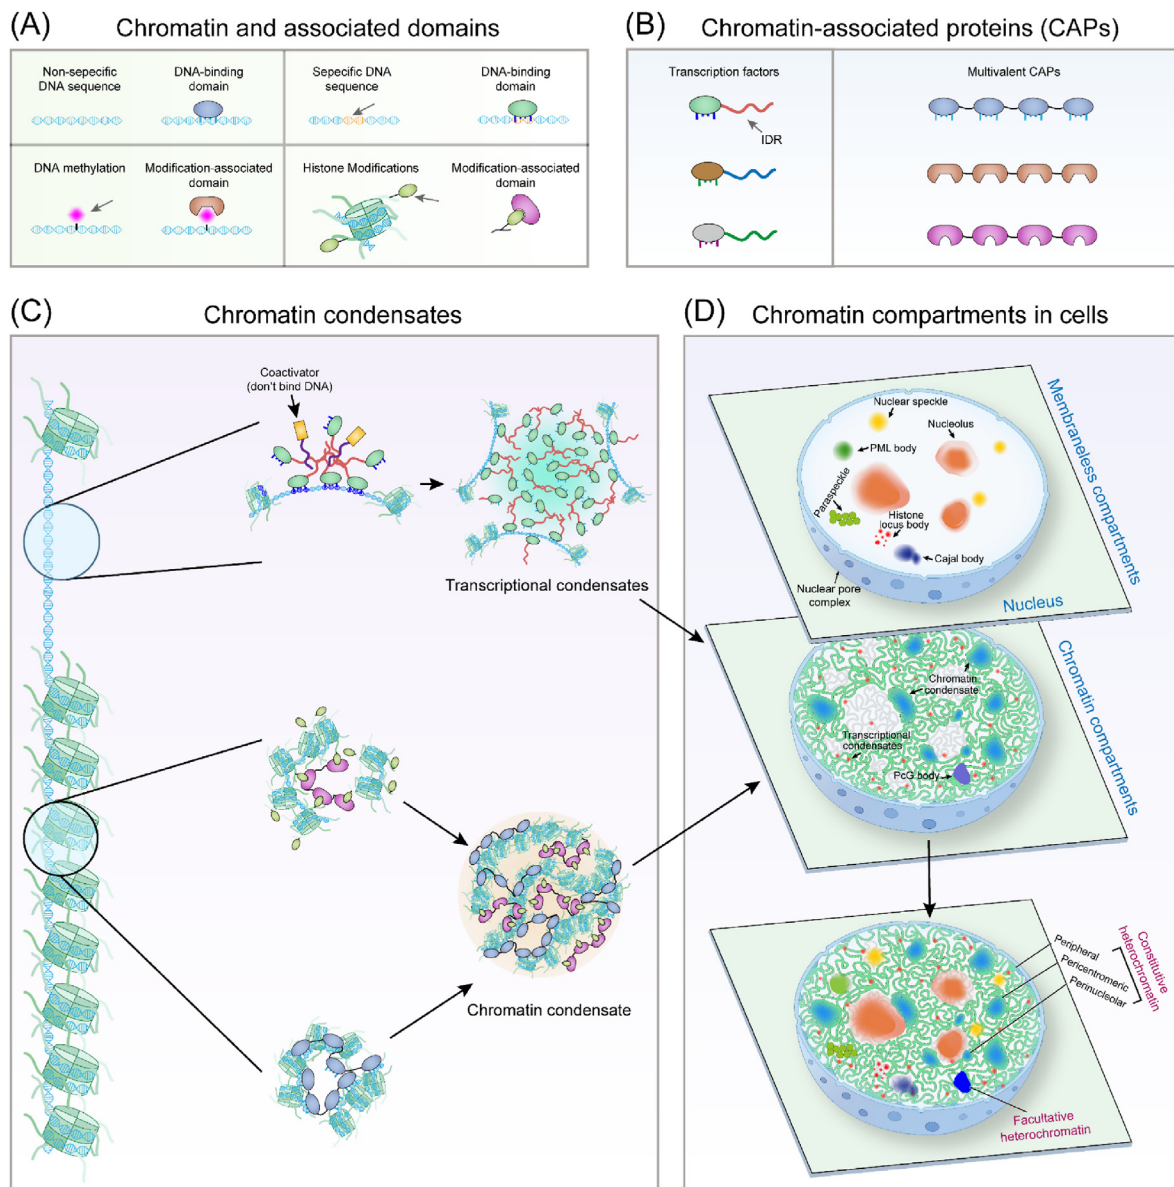 (A) Chromatin and associated domains
Non-sepecific
DNA sequence
DNA-binding
domain
Sepecific DNA
sequence
DNA-binding
domain
DNA methylation
Modification-associated
domain
Histone Modifications
Modification-associated
domain
(B) Chromatin-associated proteins (CAPs)
Transcription factors
IDR
Multivalent CAPs
(C) Chromatin condensates
Coactivator
(don't bind DNA)
Transcriptional condensates
Chromatin condensate
(D) Chromatin compartments in cells
Nuclear speckle
Nucleolus
PML body
Paraspeckle
Histone
locus body
Cajal body
Nuclear pore
complex
Nucleus
Membraneless compartments
Chromatin
condensate
Transcriptional
condensates
PcG body
Chromatin compartments
Peripheral
Pericentromeric
Perinucleolar
Constitutive
heterochromatin
Facultative
heterochromatin